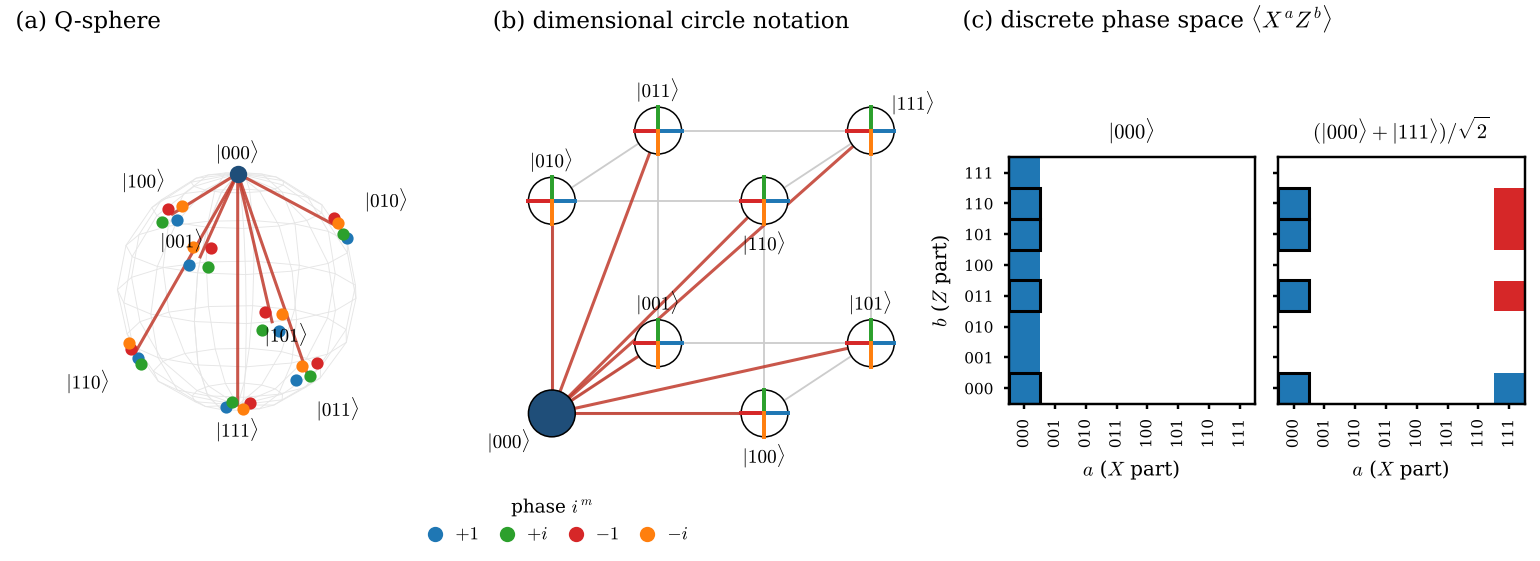 (a) Q-sphere
|000⟩
|100⟩
|010⟩
|001⟩
|101⟩
|110⟩
|011⟩
|111⟩
(b) dimensional circle notation
|011⟩
|111⟩
|010⟩
|110⟩
|001⟩
|101⟩
|000⟩
|100⟩
phase i^m
+1 +i −1 −i
(c) discrete phase space ⟨X^a Z^b⟩
|000⟩
b (Z part)
111
110
101
100
011
010
001
000
000 001 010 011 100 101 110 111
a (X part)
(|000⟩ + |111⟩)/√2
000 001 010 011 100 101 110 111
a (X part)